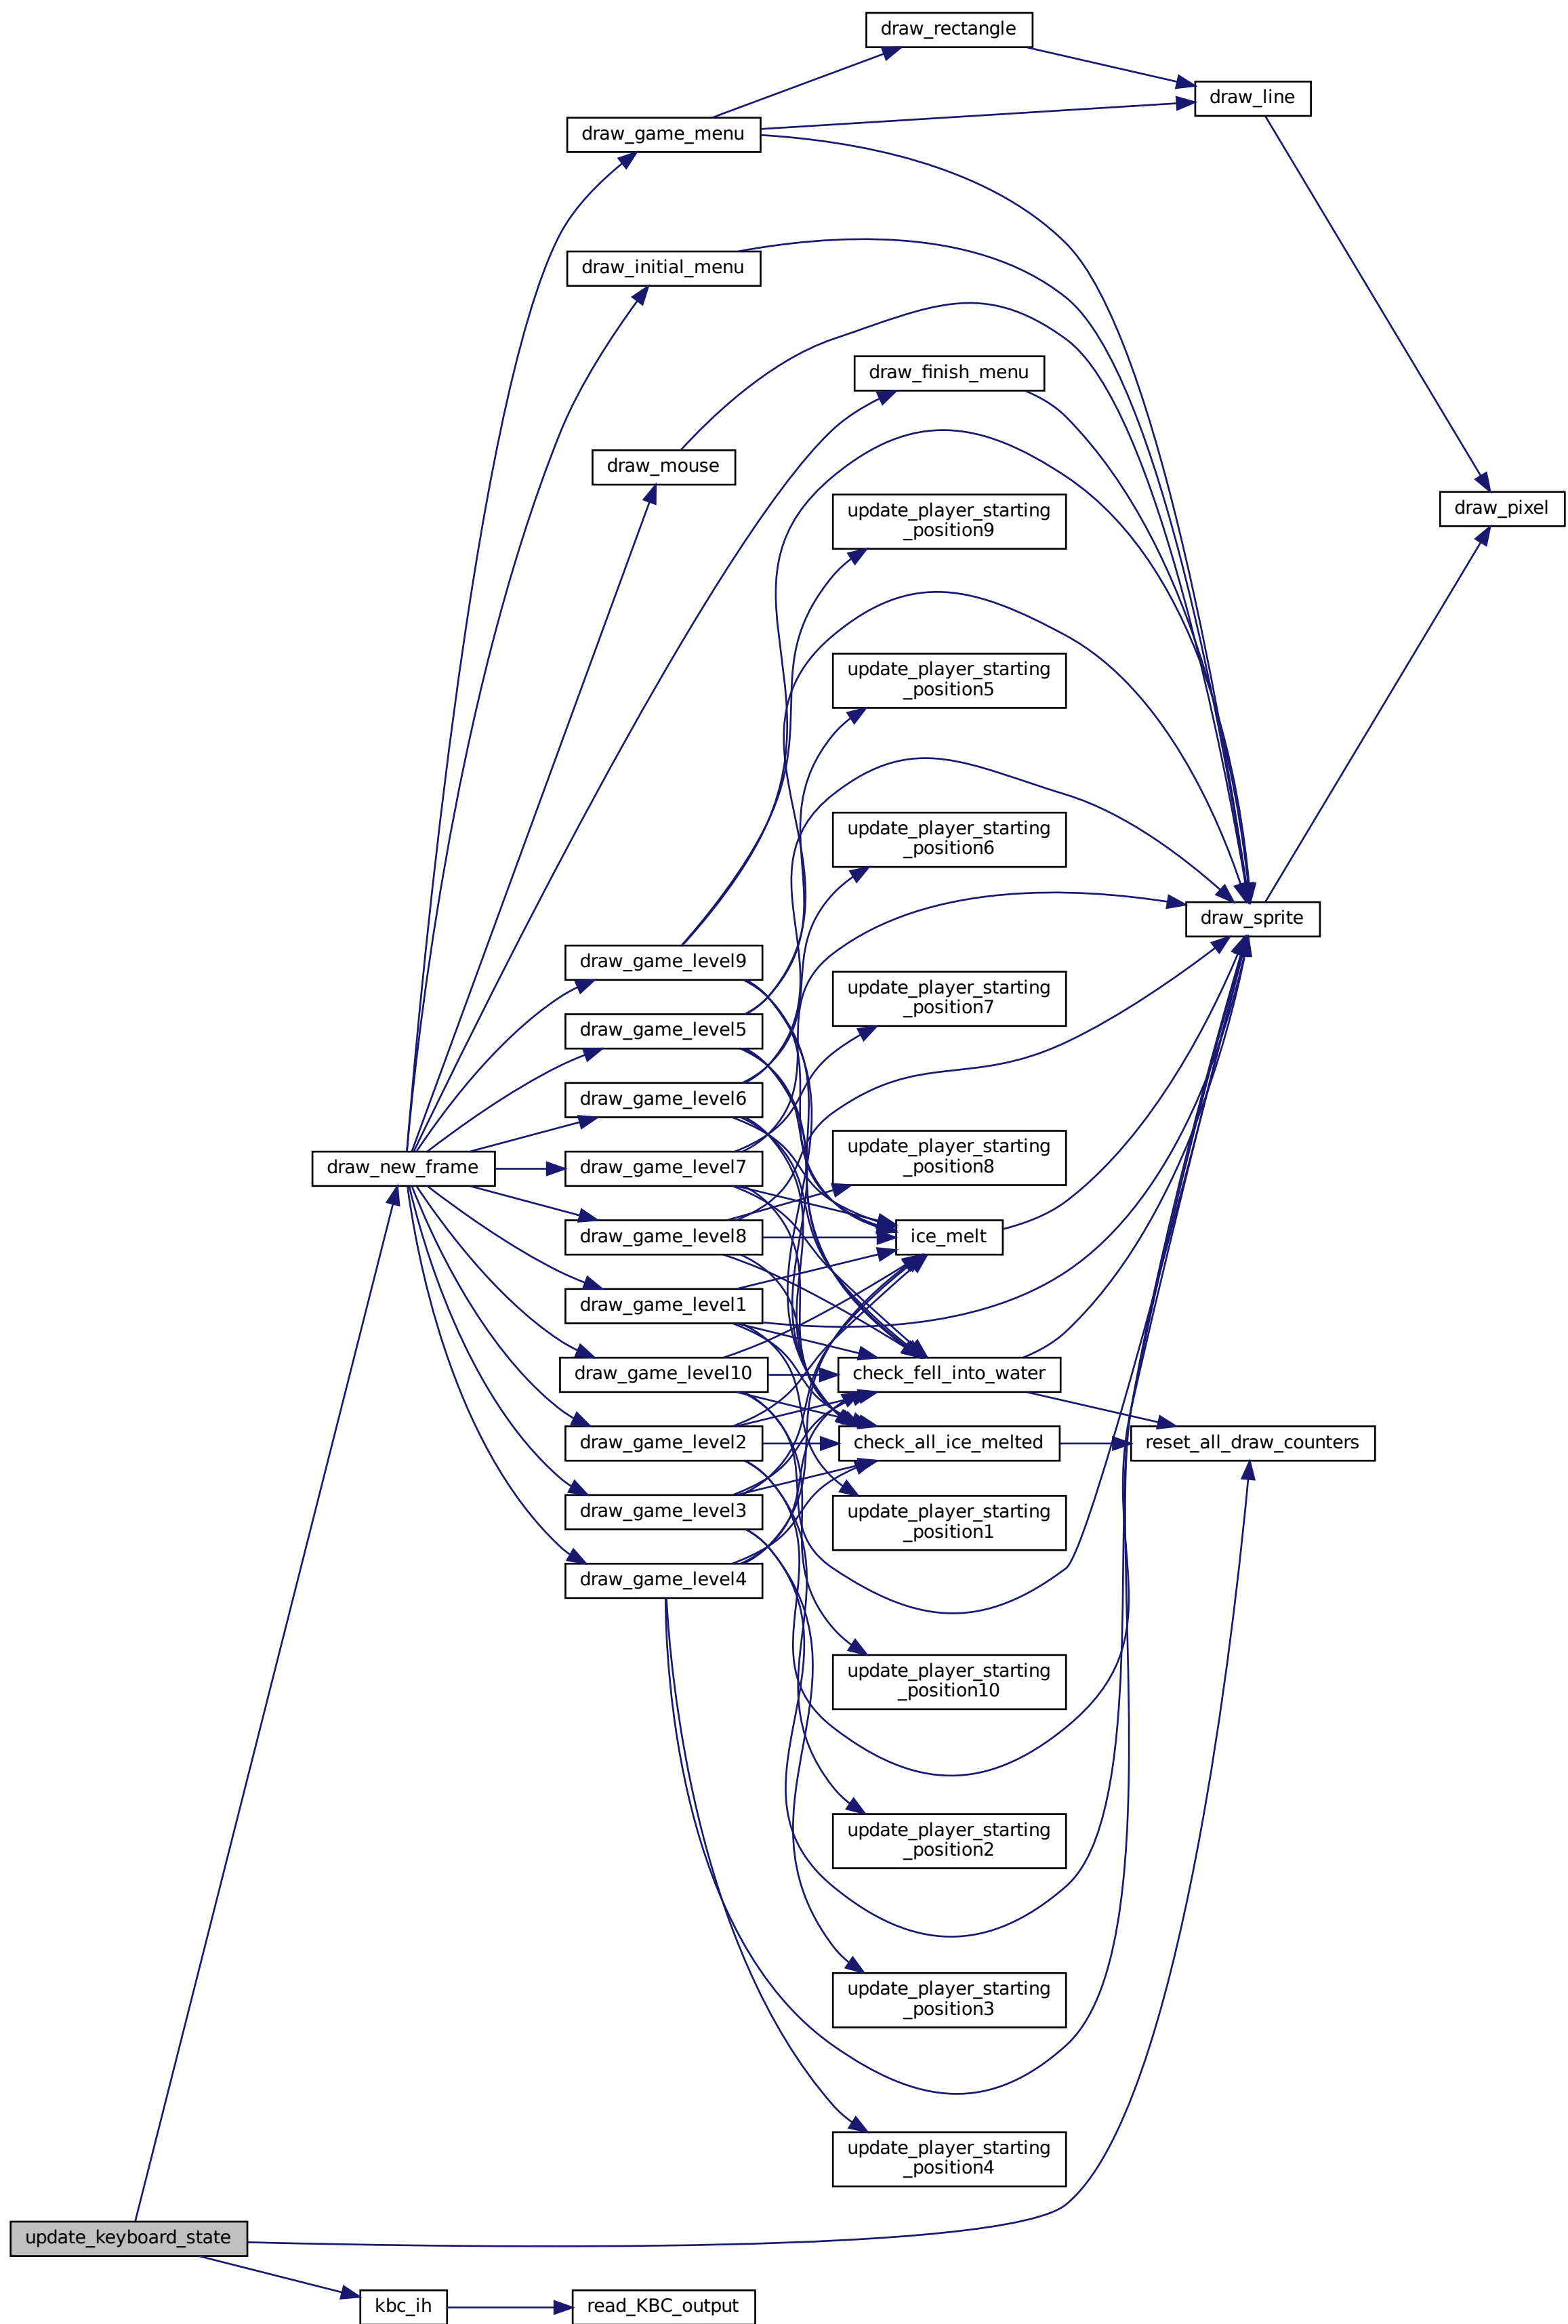 draw_rectangle
draw_line
draw_game_menu
draw_initial_menu
draw_finish_menu
draw_mouse
update_player_starting
_position9
draw_pixel
update_player_starting
_position5
update_player_starting
_position6
draw_sprite
draw_game_level9
update_player_starting
_position7
draw_game_level5
draw_game_level6
update_player_starting
_position8
draw_new_frame
draw_game_level7
draw_game_level8
ice_melt
draw_game_level1
draw_game_level10
check_fell_into_water
draw_game_level2
check_all_ice_melted
reset_all_draw_counters
draw_game_level3
update_player_starting
_position1
draw_game_level4
update_player_starting
_position10
update_player_starting
_position2
update_player_starting
_position3
update_player_starting
_position4
update_keyboard_state
kbc_ih
read_KBC_output